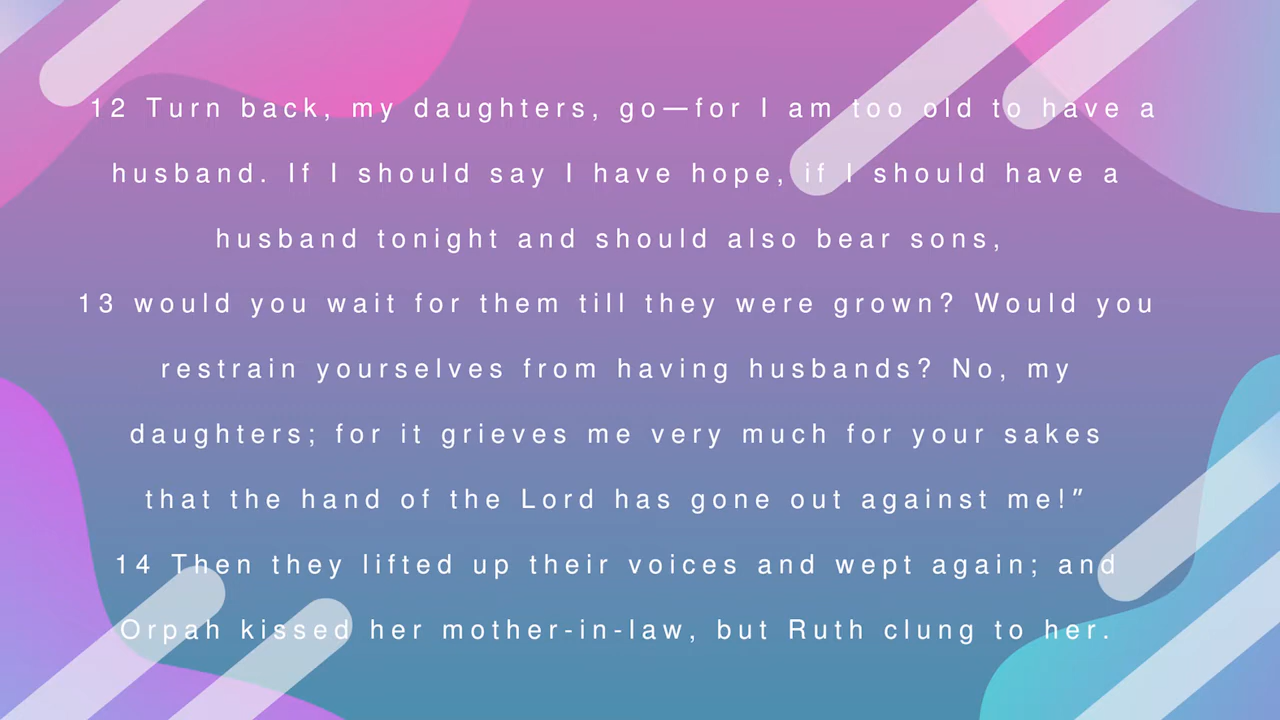 12 Turn back, my daughters, go—for I am too old to have a
husband. If I should say I have hope, if I should have a
husband tonight and should also bear sons,
13 would you wait for them till they were grown? Would you
restrain yourselves from having husbands? No, my
daughters; for it grieves me very much for your sakes
that the hand of the Lord has gone out against me!”
14 Then they lifted up their voices and wept again; and
Orpah kissed her mother-in-law, but Ruth clung to her.